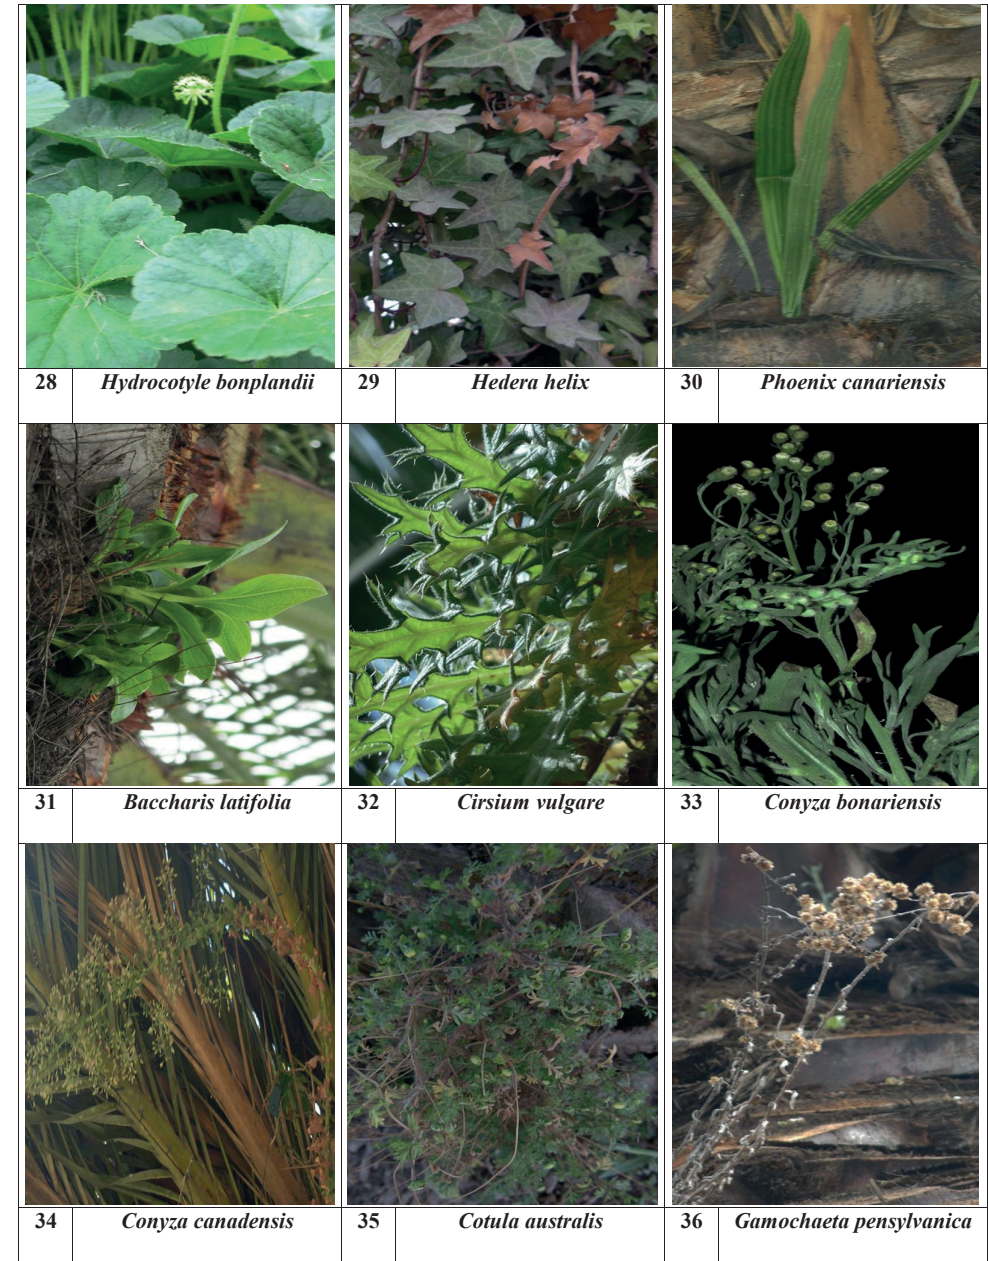 28 Hydrocotyle bonplandii 29 Hedera helix 30 Phoenix canariensis
31 Baccharis latifolia 32 Cirsium vulgare 33 Conyza bonariensis
34 Conyza canadensis 35 Cotula australis 36 Gamochaeta pensylvanica